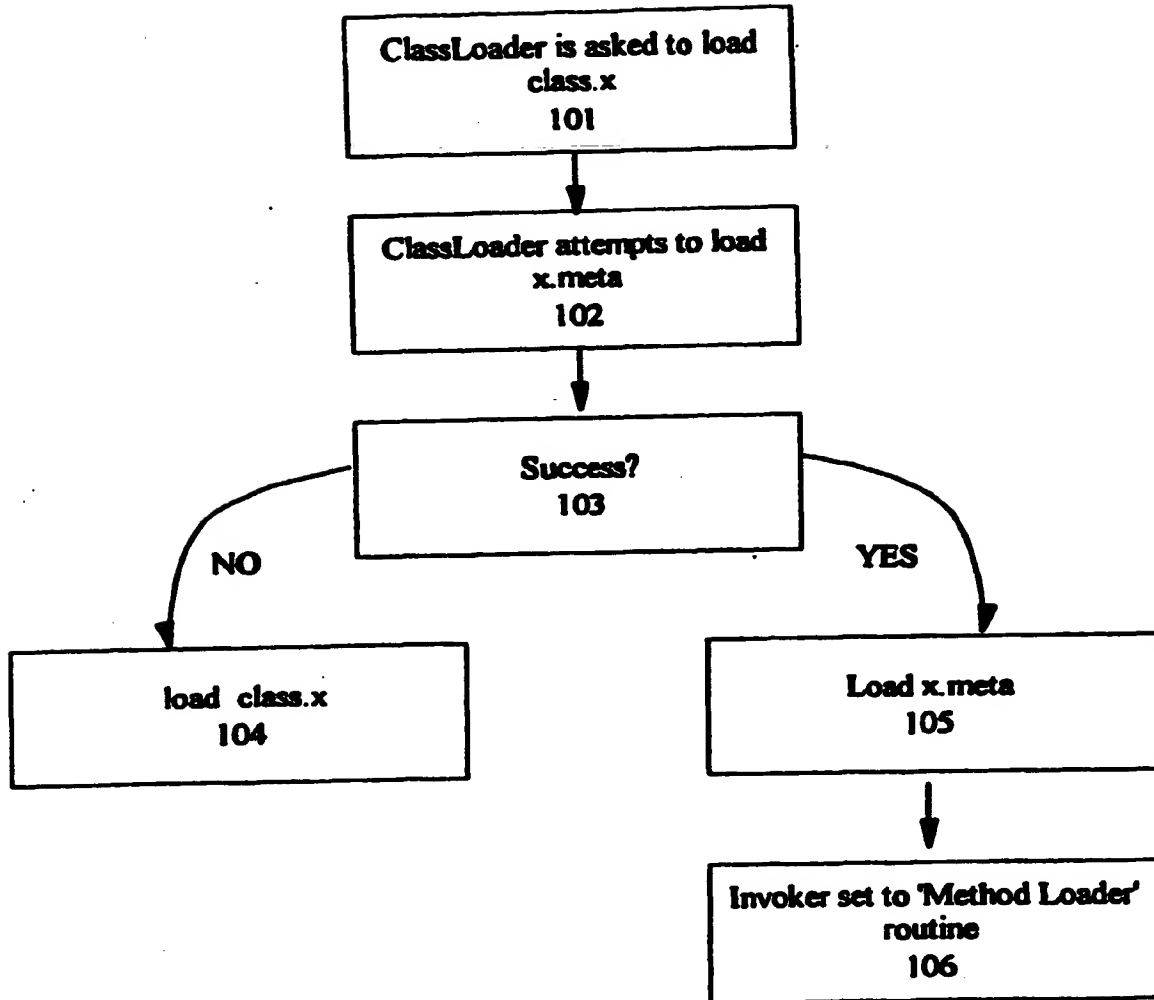 ClassLoader is asked to load
class.x
101
ClassLoader attempts to load
x.meta
102
Success?
103
NO
YES
load class.x
104
Load x.meta
105
Invoker set to 'Method Loader'
routine
106